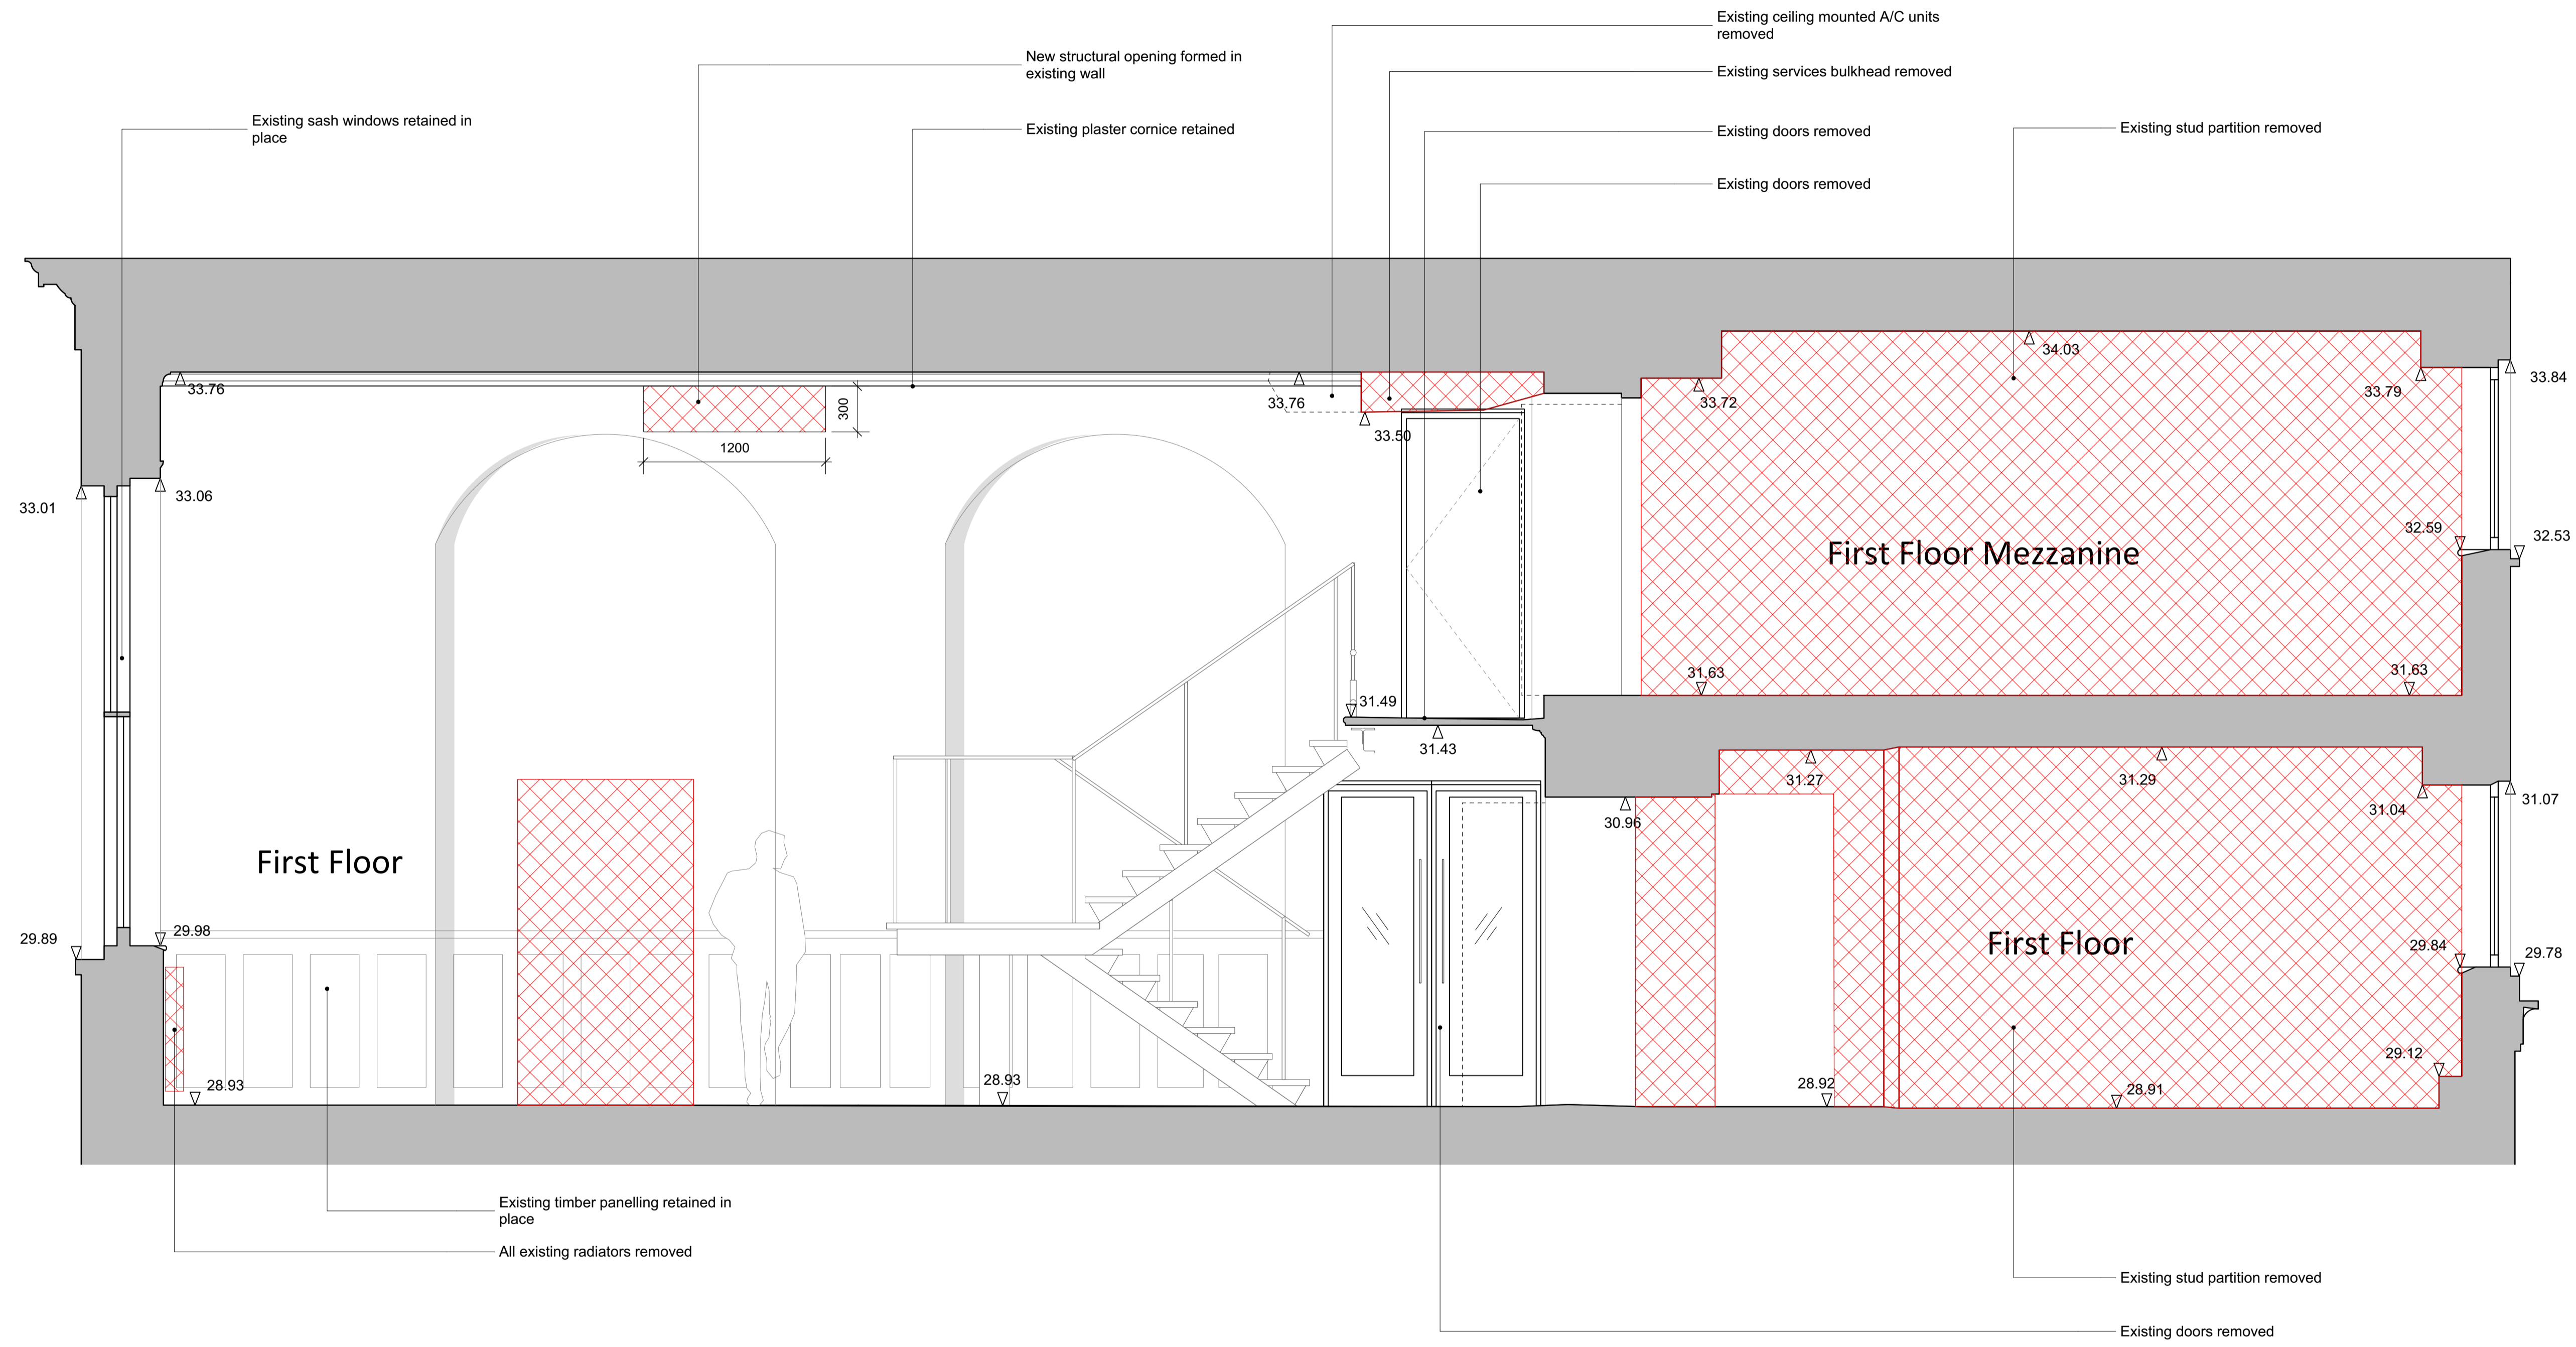 Existing ceiling mounted A/C units
removed
New structural opening formed in
existing wall
Existing services bulkhead removed
Existing sash windows retained in
place
Existing plaster cornice retained
Existing doors removed
Existing stud partition removed
Existing doors removed
34.03
33.76
33.76
33.72
33.79
33.84
300
33.50
1200
33.01
33.06
32.59
32.53
First Floor Mezzanine
31.63
31.63
31.49
31.43
31.27
31.29
31.04
31.07
30.96
First Floor
29.89
29.98
First Floor
29.84
29.78
29.12
28.93
28.93
28.92
28.91
Existing timber panelling retained in
place
All existing radiators removed
Existing stud partition removed
Existing doors removed